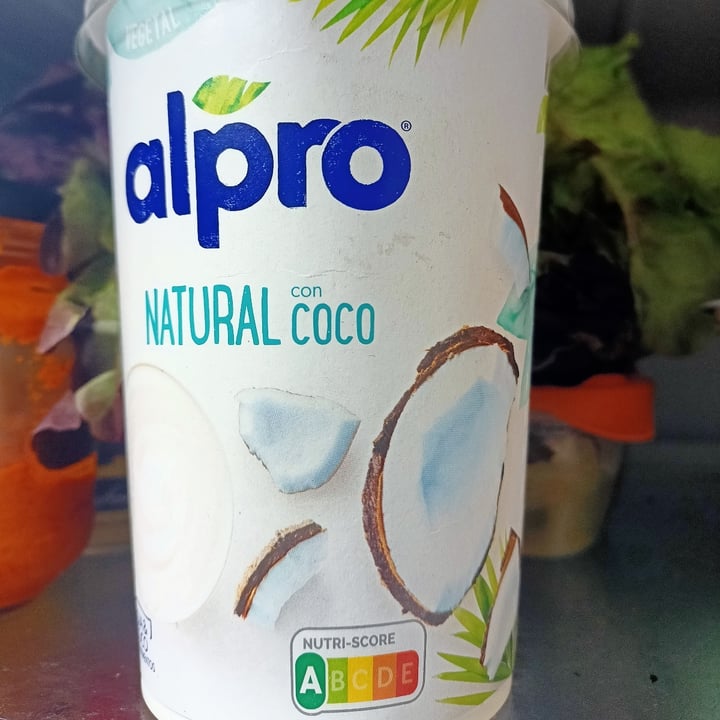 VEGETAL
alpro®
NATURAL con COCO
NUTRI-SCORE
A B C D E